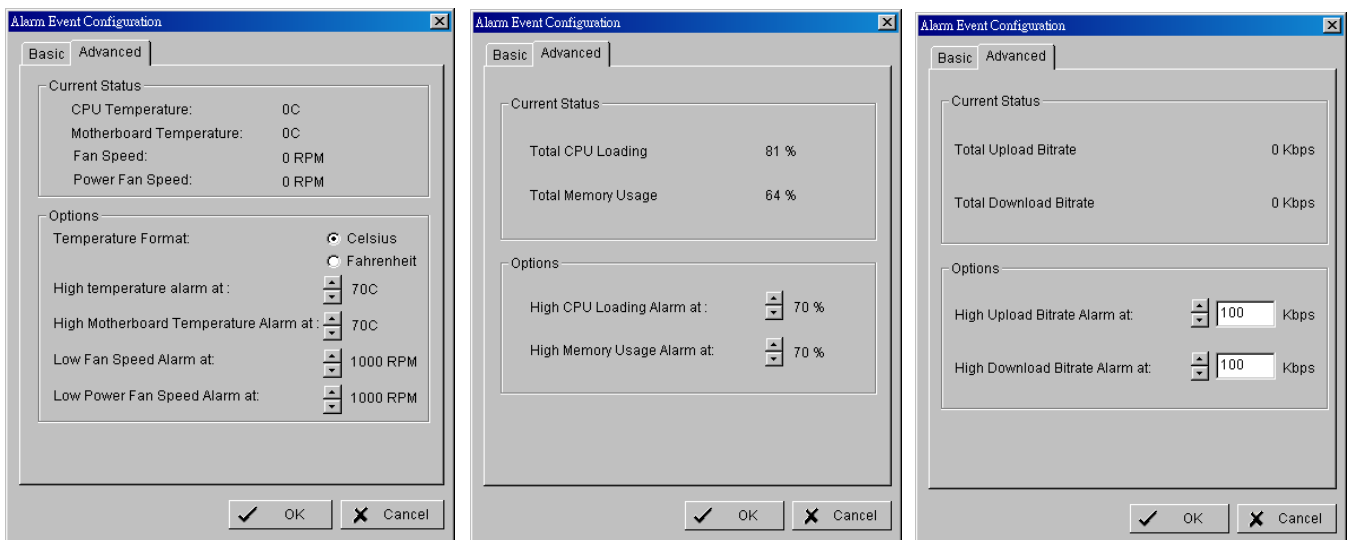 Alarm Event Configuration
Basic Advanced
Current Status
CPU Temperature: 0C
Motherboard Temperature: 0C
Fan Speed: 0 RPM
Power Fan Speed: 0 RPM
Options
Temperature Format: Celsius
Fahrenheit
High temperature alarm at : 70C
High Motherboard Temperature Alarm at : 70C
Low Fan Speed Alarm at: 1000 RPM
Low Power Fan Speed Alarm at: 1000 RPM
OK Cancel
Alarm Event Configuration
Basic Advanced
Current Status
Total CPU Loading 81 %
Total Memory Usage 64 %
Options
High CPU Loading Alarm at : 70 %
High Memory Usage Alarm at: 70 %
OK Cancel
Alarm Event Configuration
Basic Advanced
Current Status
Total Upload Bitrate 0 Kbps
Total Download Bitrate 0 Kbps
Options
High Upload Bitrate Alarm at: 100 Kbps
High Download Bitrate Alarm at: 100 Kbps
OK Cancel